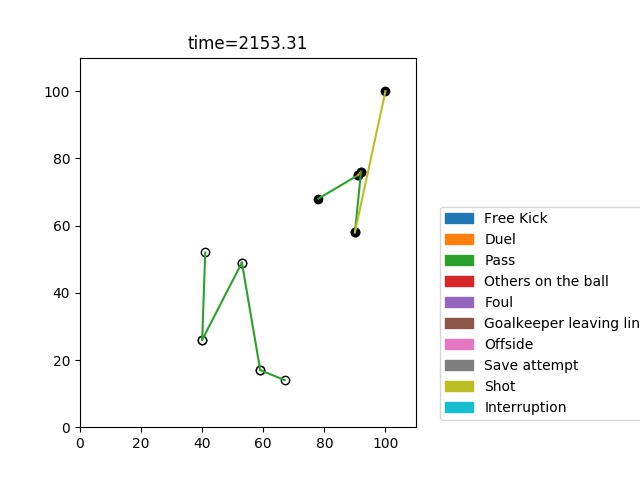 time=2153.31
100
80
60
40
20
0
0 20 40 60 80 100
Free Kick
Duel
Pass
Others on the ball
Foul
Goalkeeper leaving lin
Offside
Save attempt
Shot
Interruption